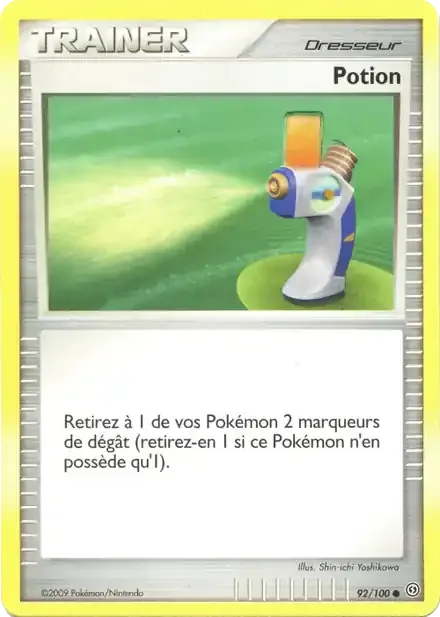 TRAINER
Dresseur
Potion
Retirez à 1 de vos Pokémon 2 marqueurs
de dégât (retirez-en 1 si ce Pokémon n'en
possède qu'1).
Illus. Shin-ichi Yoshikawa
©2009 Pokémon/Nintendo
92/100